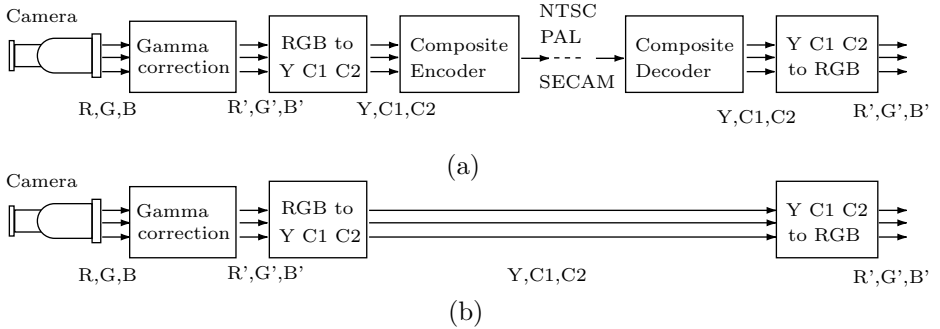 Camera
Gamma
correction
RGB to
Y C1 C2
Composite
Encoder
NTSC
PAL
SECAM
Composite
Decoder
Y C1 C2
to RGB
R,G,B
R',G',B'
Y,C1,C2
Y,C1,C2
R',G',B'
(a)
Camera
Gamma
correction
RGB to
Y C1 C2
Y C1 C2
to RGB
R,G,B
R',G',B'
Y,C1,C2
R',G',B'
(b)